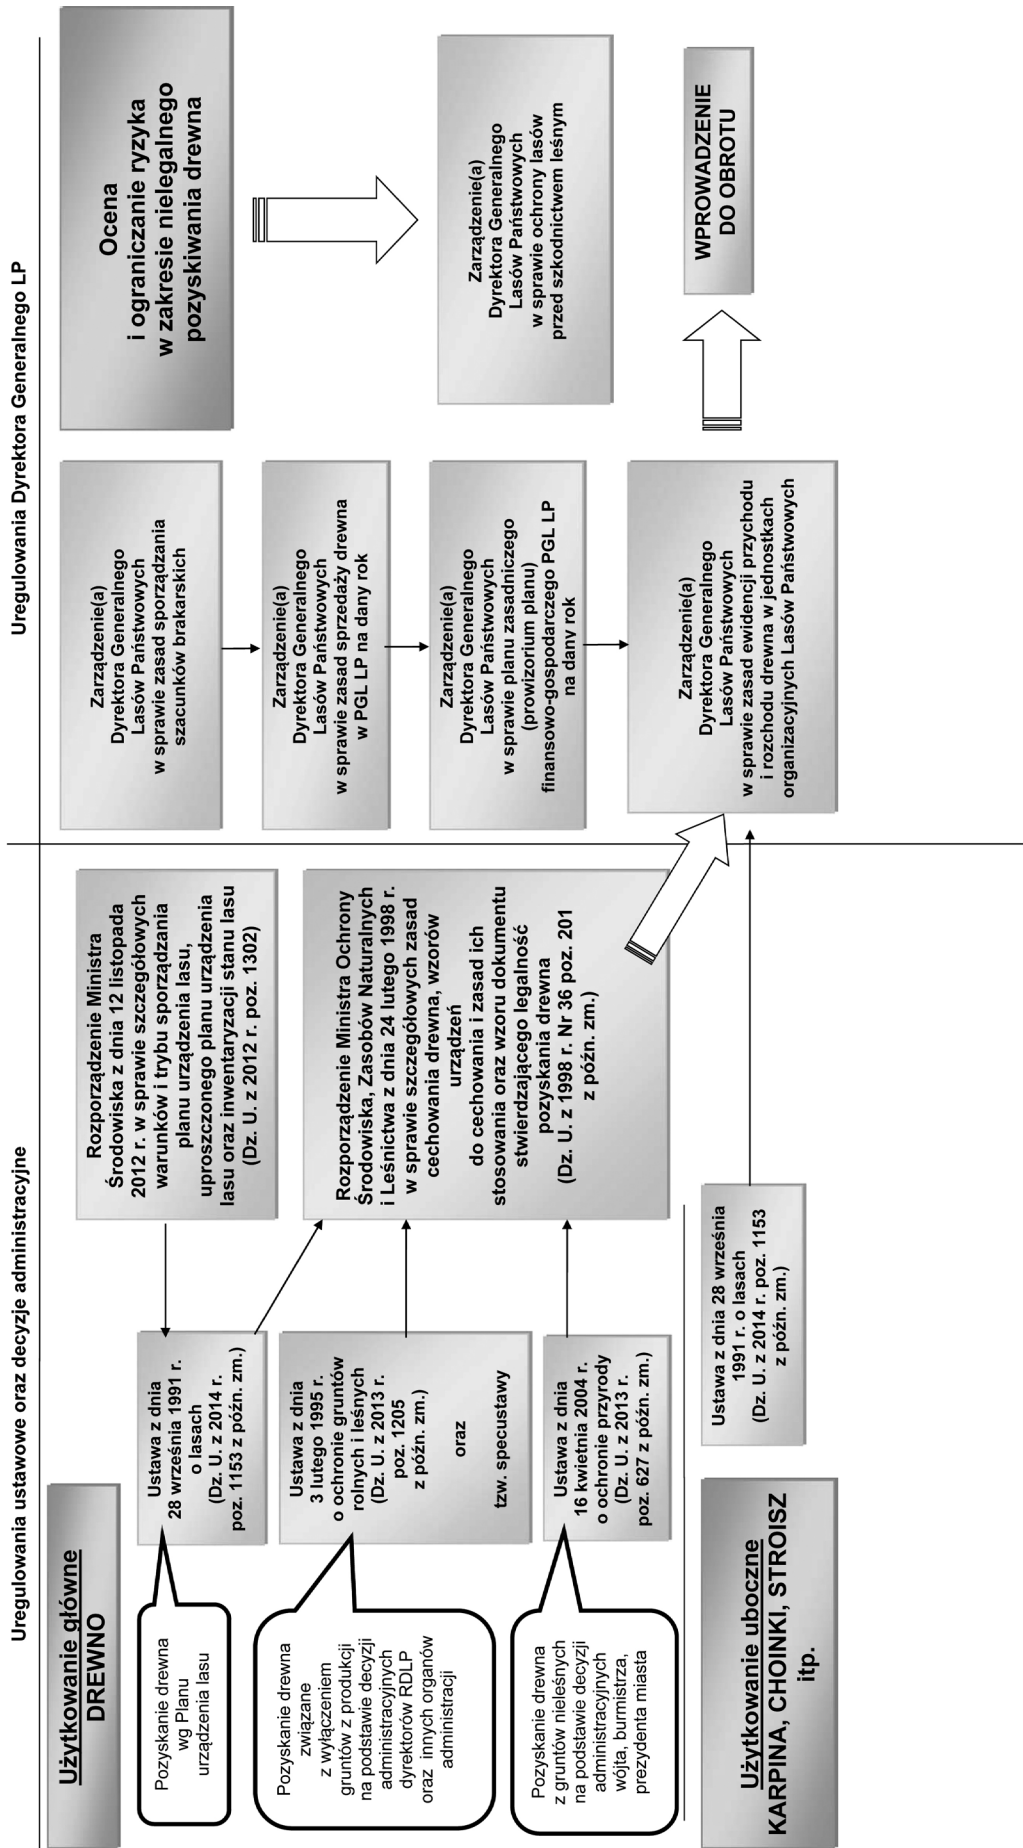 Uregulowania ustawowe oraz decyzje administracyjne
Uregulowania Dyrektora Generalnego LP
Użytkowanie główne
DREWNO
Pozyskanie drewna
wg Planu
urządzenia lasu
Ustawa z dnia
28 września 1991 r.
o lasach
(Dz. U. z 2014 r.
poz. 1153 z późn. zm.)
Rozporządzenie Ministra
Środowiska z dnia 12 listopada
2012 r. w sprawie szczegółowych
warunków i trybu sporządzania
planu urządzenia lasu,
uproszczonego planu urządzenia
lasu oraz inwentaryzacji stanu lasu
(Dz. U. z 2012 r. poz. 1302)
Pozyskanie drewna
związane
z wyłączeniem
gruntów z produkcji
na podstawie decyzji
administracyjnych
dyrektorów RDLP
oraz innych organów
administracji
Ustawa z dnia
3 lutego 1995 r.
o ochronie gruntów
rolnych i leśnych
(Dz. U. z 2013 r.
poz. 1205
z późn. zm.)
oraz
tzw. specustawy
Rozporządzenie Ministra Ochrony
Środowiska, Zasobów Naturalnych
i Leśnictwa z dnia 24 lutego 1998 r.
w sprawie szczegółowych zasad
cechowania drewna, wzorów
urządzeń
do cechowania i zasad ich
stosowania oraz wzoru dokumentu
stwierdzającego legalność
pozyskania drewna
(Dz. U. z 1998 r. Nr 36 poz. 201
z późn. zm.)
Pozyskanie drewna
z gruntów nieleśnych
na podstawie decyzji
administracyjnych
wójta, burmistrza,
prezydenta miasta
Ustawa z dnia
16 kwietnia 2004 r.
o ochronie przyrody
(Dz. U. z 2013 r.
poz. 627 z późn. zm.)
Użytkowanie uboczne
KARPINA, CHOINKI, STROISZ
itp.
Ustawa z dnia 28 września
1991 r. o lasach
(Dz. U. z 2014 r. poz. 1153
z późn. zm.)
Zarządzenie(a)
Dyrektora Generalnego
Lasów Państwowych
w sprawie zasad sporządzania
szacunków brakarskich
Zarządzenie(a)
Dyrektora Generalnego
Lasów Państwowych
w sprawie zasad sprzedaży drewna
w PGL LP na dany rok
Zarządzenie(a)
Dyrektora Generalnego
Lasów Państwowych
w sprawie planu zasadniczego
(prowizorium planu)
finansowo-gospodarczego PGL LP
na dany rok
Zarządzenie(a)
Dyrektora Generalnego
Lasów Państwowych
w sprawie zasad ewidencji przychodu
i rozchodu drewna w jednostkach
organizacyjnych Lasów Państwowych
Ocena
i ograniczanie ryzyka
w zakresie nielegalnego
pozyskiwania drewna
Zarządzenie(a)
Dyrektora Generalnego
Lasów Państwowych
w sprawie ochrony lasów
przed szkodnictwem leśnym
WPROWADZENIE
DO OBROTU